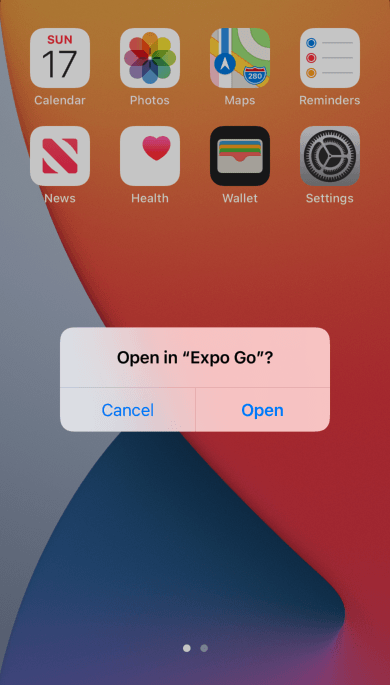 SUN
17
280
Calendar
Photos
Maps
Reminders
News
Health
Wallet
Settings
Open in “Expo Go”?
Cancel
Open